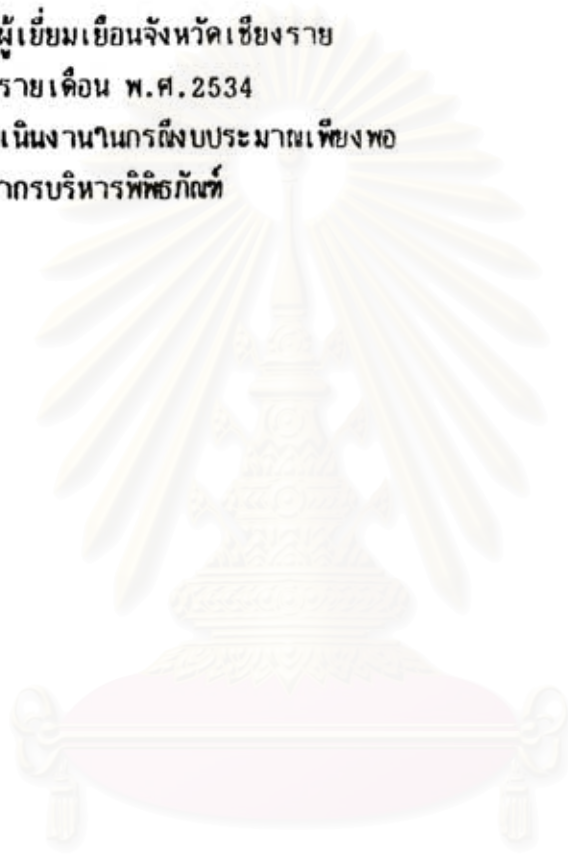 ผู้เยี่ยมเยือนจังหวัดเชียงราย
รายเดือน พ.ศ.2534
เนินงานในกรณีงบประมาณเพียงพอ
ากรบริหารพิพิธภัณฑ์